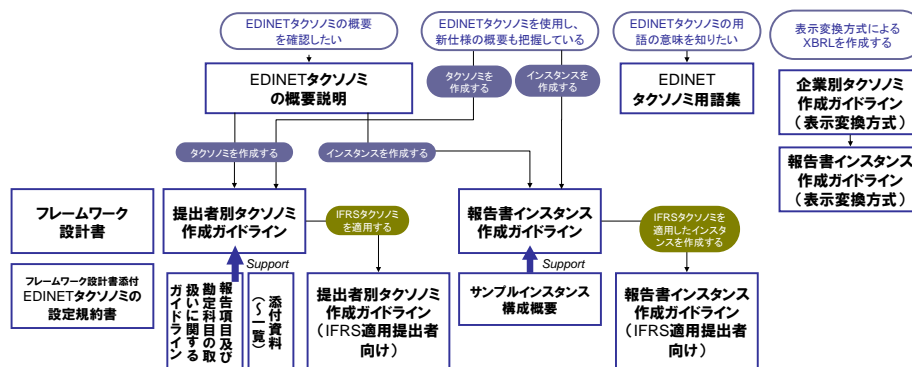 EDINETタクソノミの概要
を確認したい
EDINETタクソノミを使用し、
新仕様の概要も把握している
EDINETタクソノミの用
語の意味を知りたい
表示変換方式による
XBRLを作成する
EDINETタクソノミ
の概要説明
タクソノミを
作成する
インスタンスを
作成する
EDINET
タクソノミ用語集
企業別タクソノミ
作成ガイドライン
(表示変換方式)
タクソノミを作成する
インスタンスを作成する
報告書インスタンス
作成ガイドライン
(表示変換方式)
フレームワーク
設計書
提出者別タクソノミ
作成ガイドライン
IFRSタクソノミ
を適用する
報告書インスタンス
作成ガイドライン
IFRSタクソノミを
適用したインスタ
ンスを作成する
フレームワーク設計書添付
EDINETタクソノミの
設定規約書
Support
Support
報告項目及び
勘定科目の取
扱いに関する
ガイドライン
添付資料
(~一覧)
提出者別タクソノミ
作成ガイドライン
(IFRS適用提出者
向け)
サンプルインスタンス
構成概要
報告書インスタンス
作成ガイドライン
(IFRS適用提出者
向け)